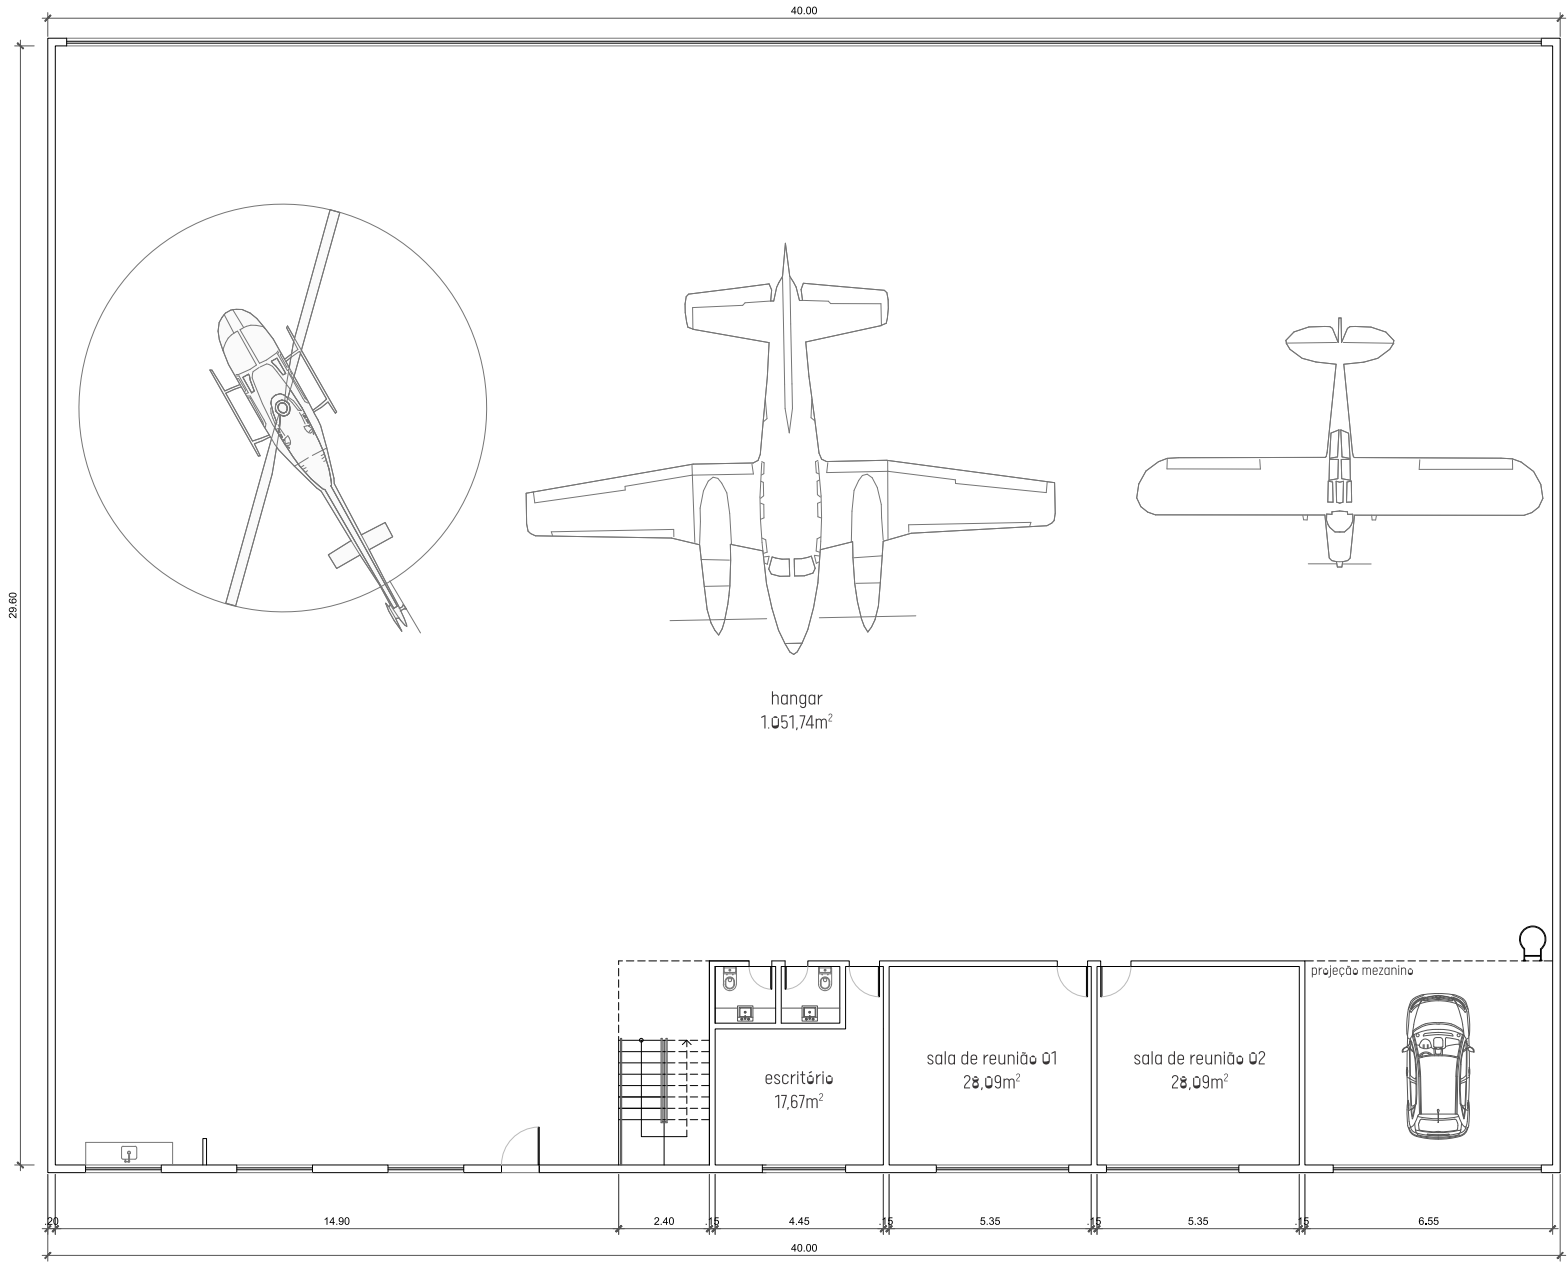 40.00
29.60
hangar
1.051,74m²
projeção mezanino
sala de reunião 01
28,09m²
sala de reunião 02
28,09m²
escritório
17,67m²
.20 14.90 2.40 .15 4.45 .15 5.35 .15 5.35 .15 6.55
40.00